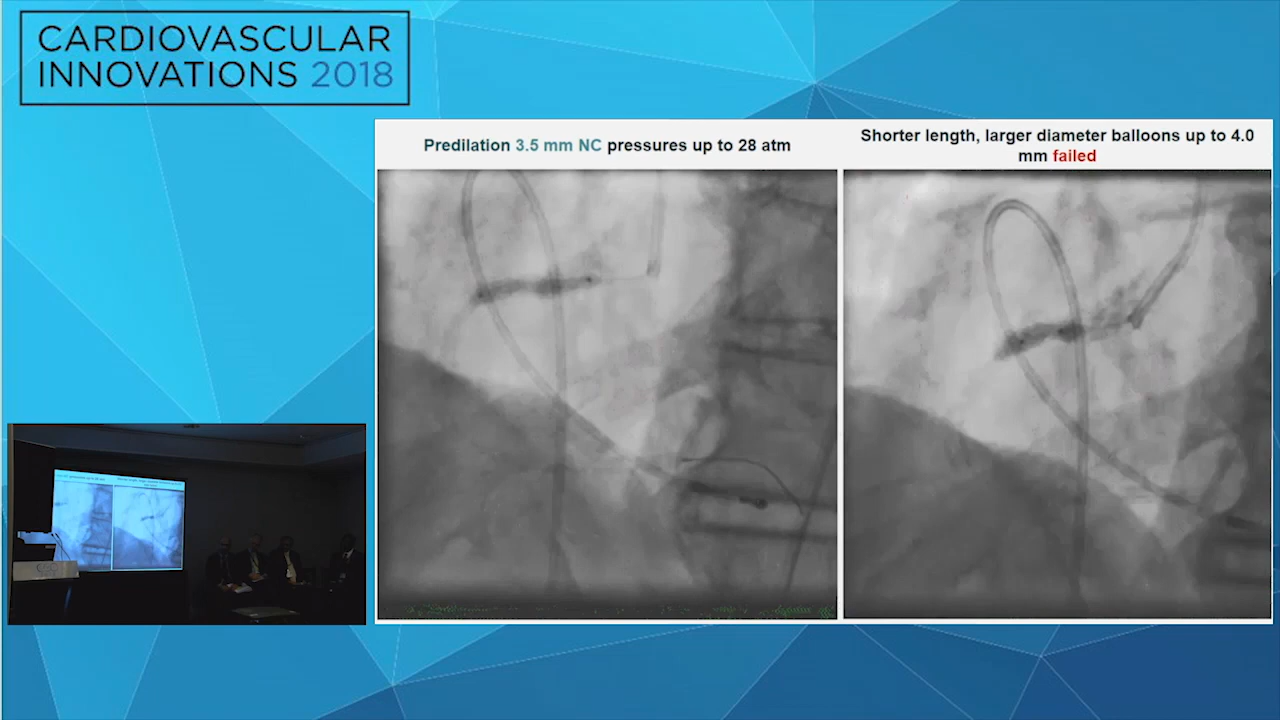 CARDIOVASCULAR
INNOVATIONS 2018
Predilation 3.5 mm NC pressures up to 28 atm
Shorter length, larger diameter balloons up to 4.0
mm failed